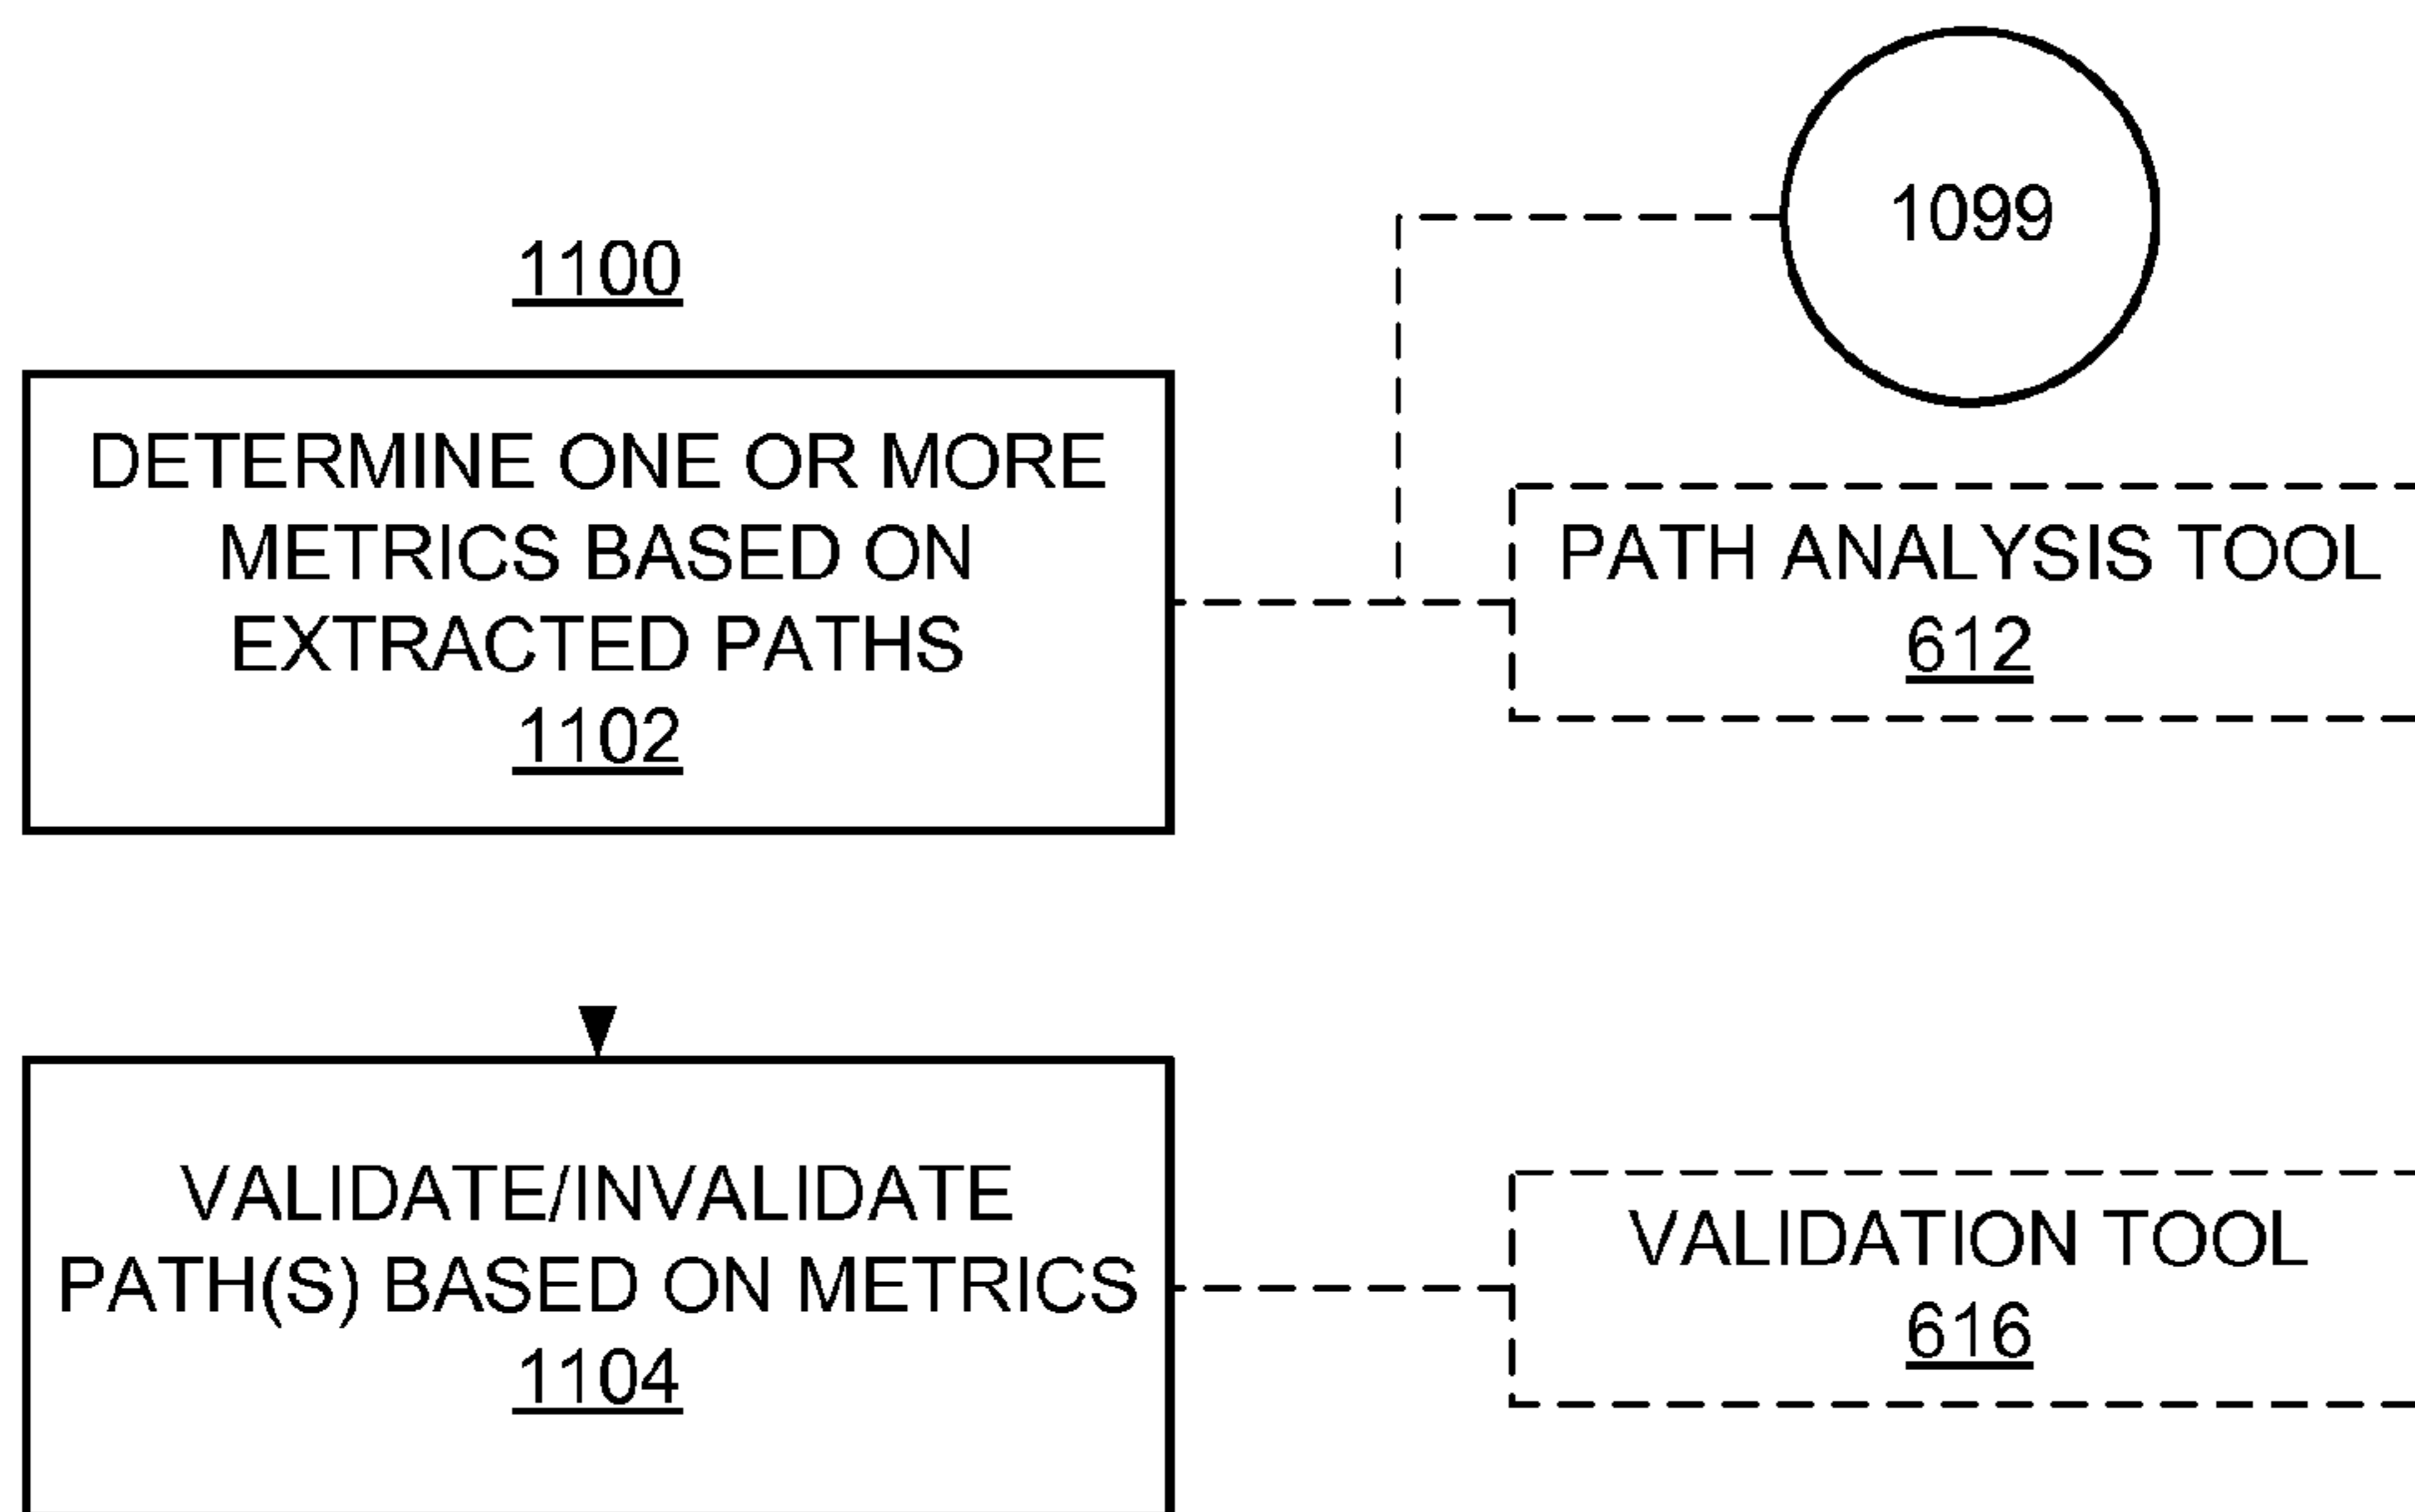 1099
1100
DETERMINE ONE OR MORE
METRICS BASED ON
EXTRACTED PATHS
1102
PATH ANALYSIS TOOL
612
VALIDATE/INVALIDATE
PATH(S) BASED ON METRICS
1104
VALIDATION TOOL
616